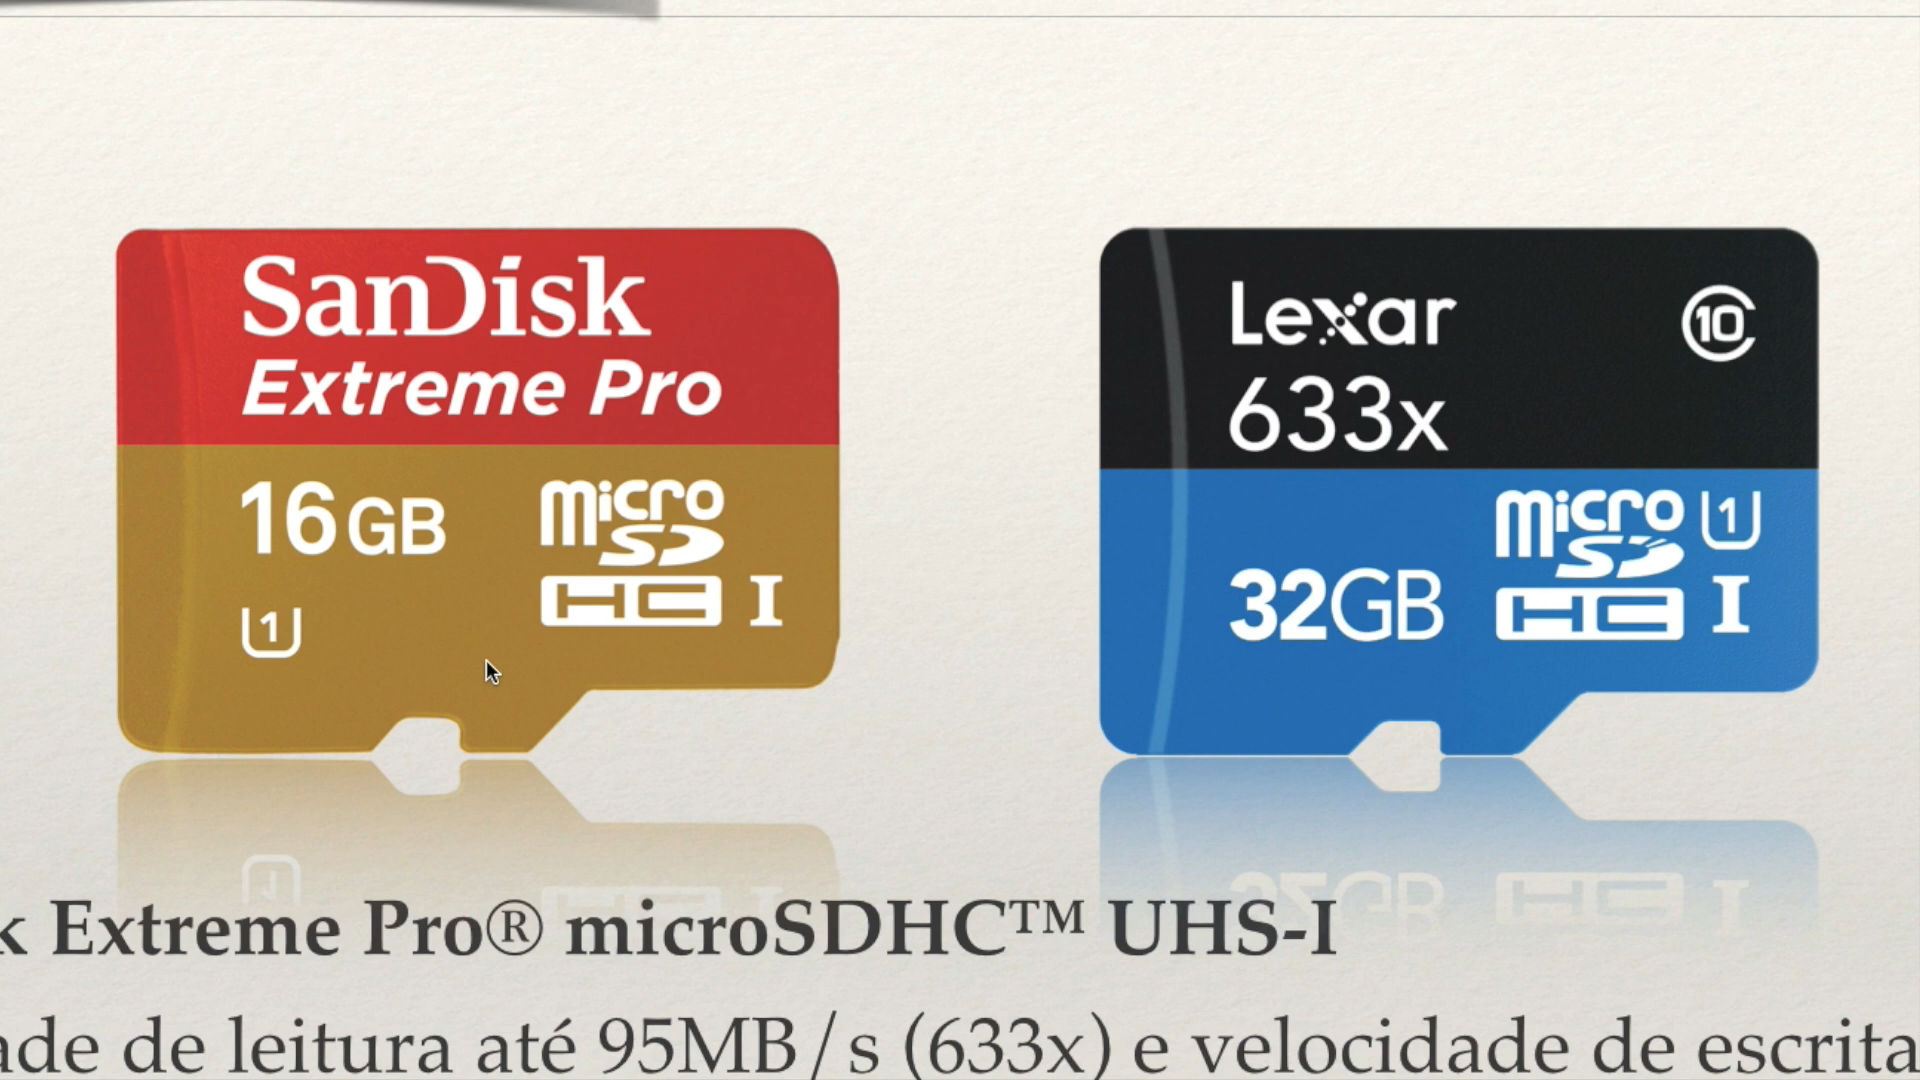 SanDisk
Extreme Pro
16GB
micro
SD
HC I
1
Lexar
10
633x
micro
SD
1
32GB
HC I
k Extreme Pro® microSDHC™ UHS-I
ade de leitura até 95MB/s (633x) e velocidade de escrita